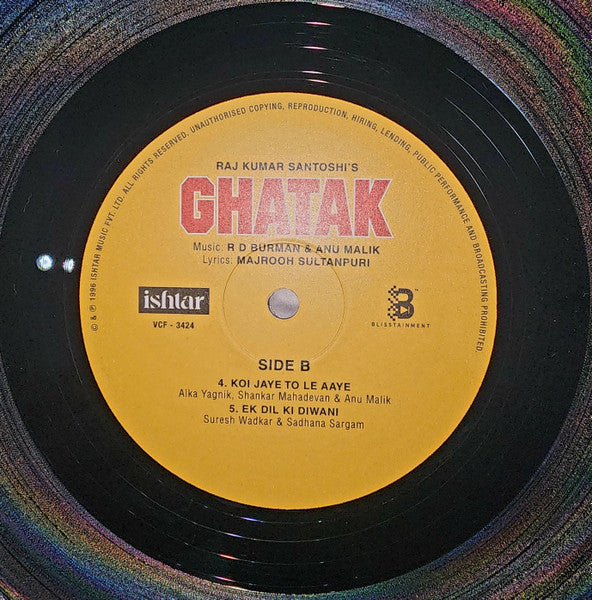 © & ℗ 1996 ISHTAR MUSIC PVT. LTD. ALL RIGHTS RESERVED. UNAUTHORISED COPYING, REPRODUCTION, HIRING, LENDING, PUBLIC PERFORMANCE AND BROADCASTING PROHIBITED.
RAJ KUMAR SANTOSHI'S
GHATAK
Music: R D BURMAN & ANU MALIK
Lyrics: MAJROOH SULTANPURI
ishtar
VCF - 3424
B™
BLISSTAINMENT
SIDE B
4. KOI JAYE TO LE AAYE
Alka Yagnik, Shankar Mahadevan & Anu Malik
5. EK DIL KI DIWANI
Suresh Wadkar & Sadhana Sargam